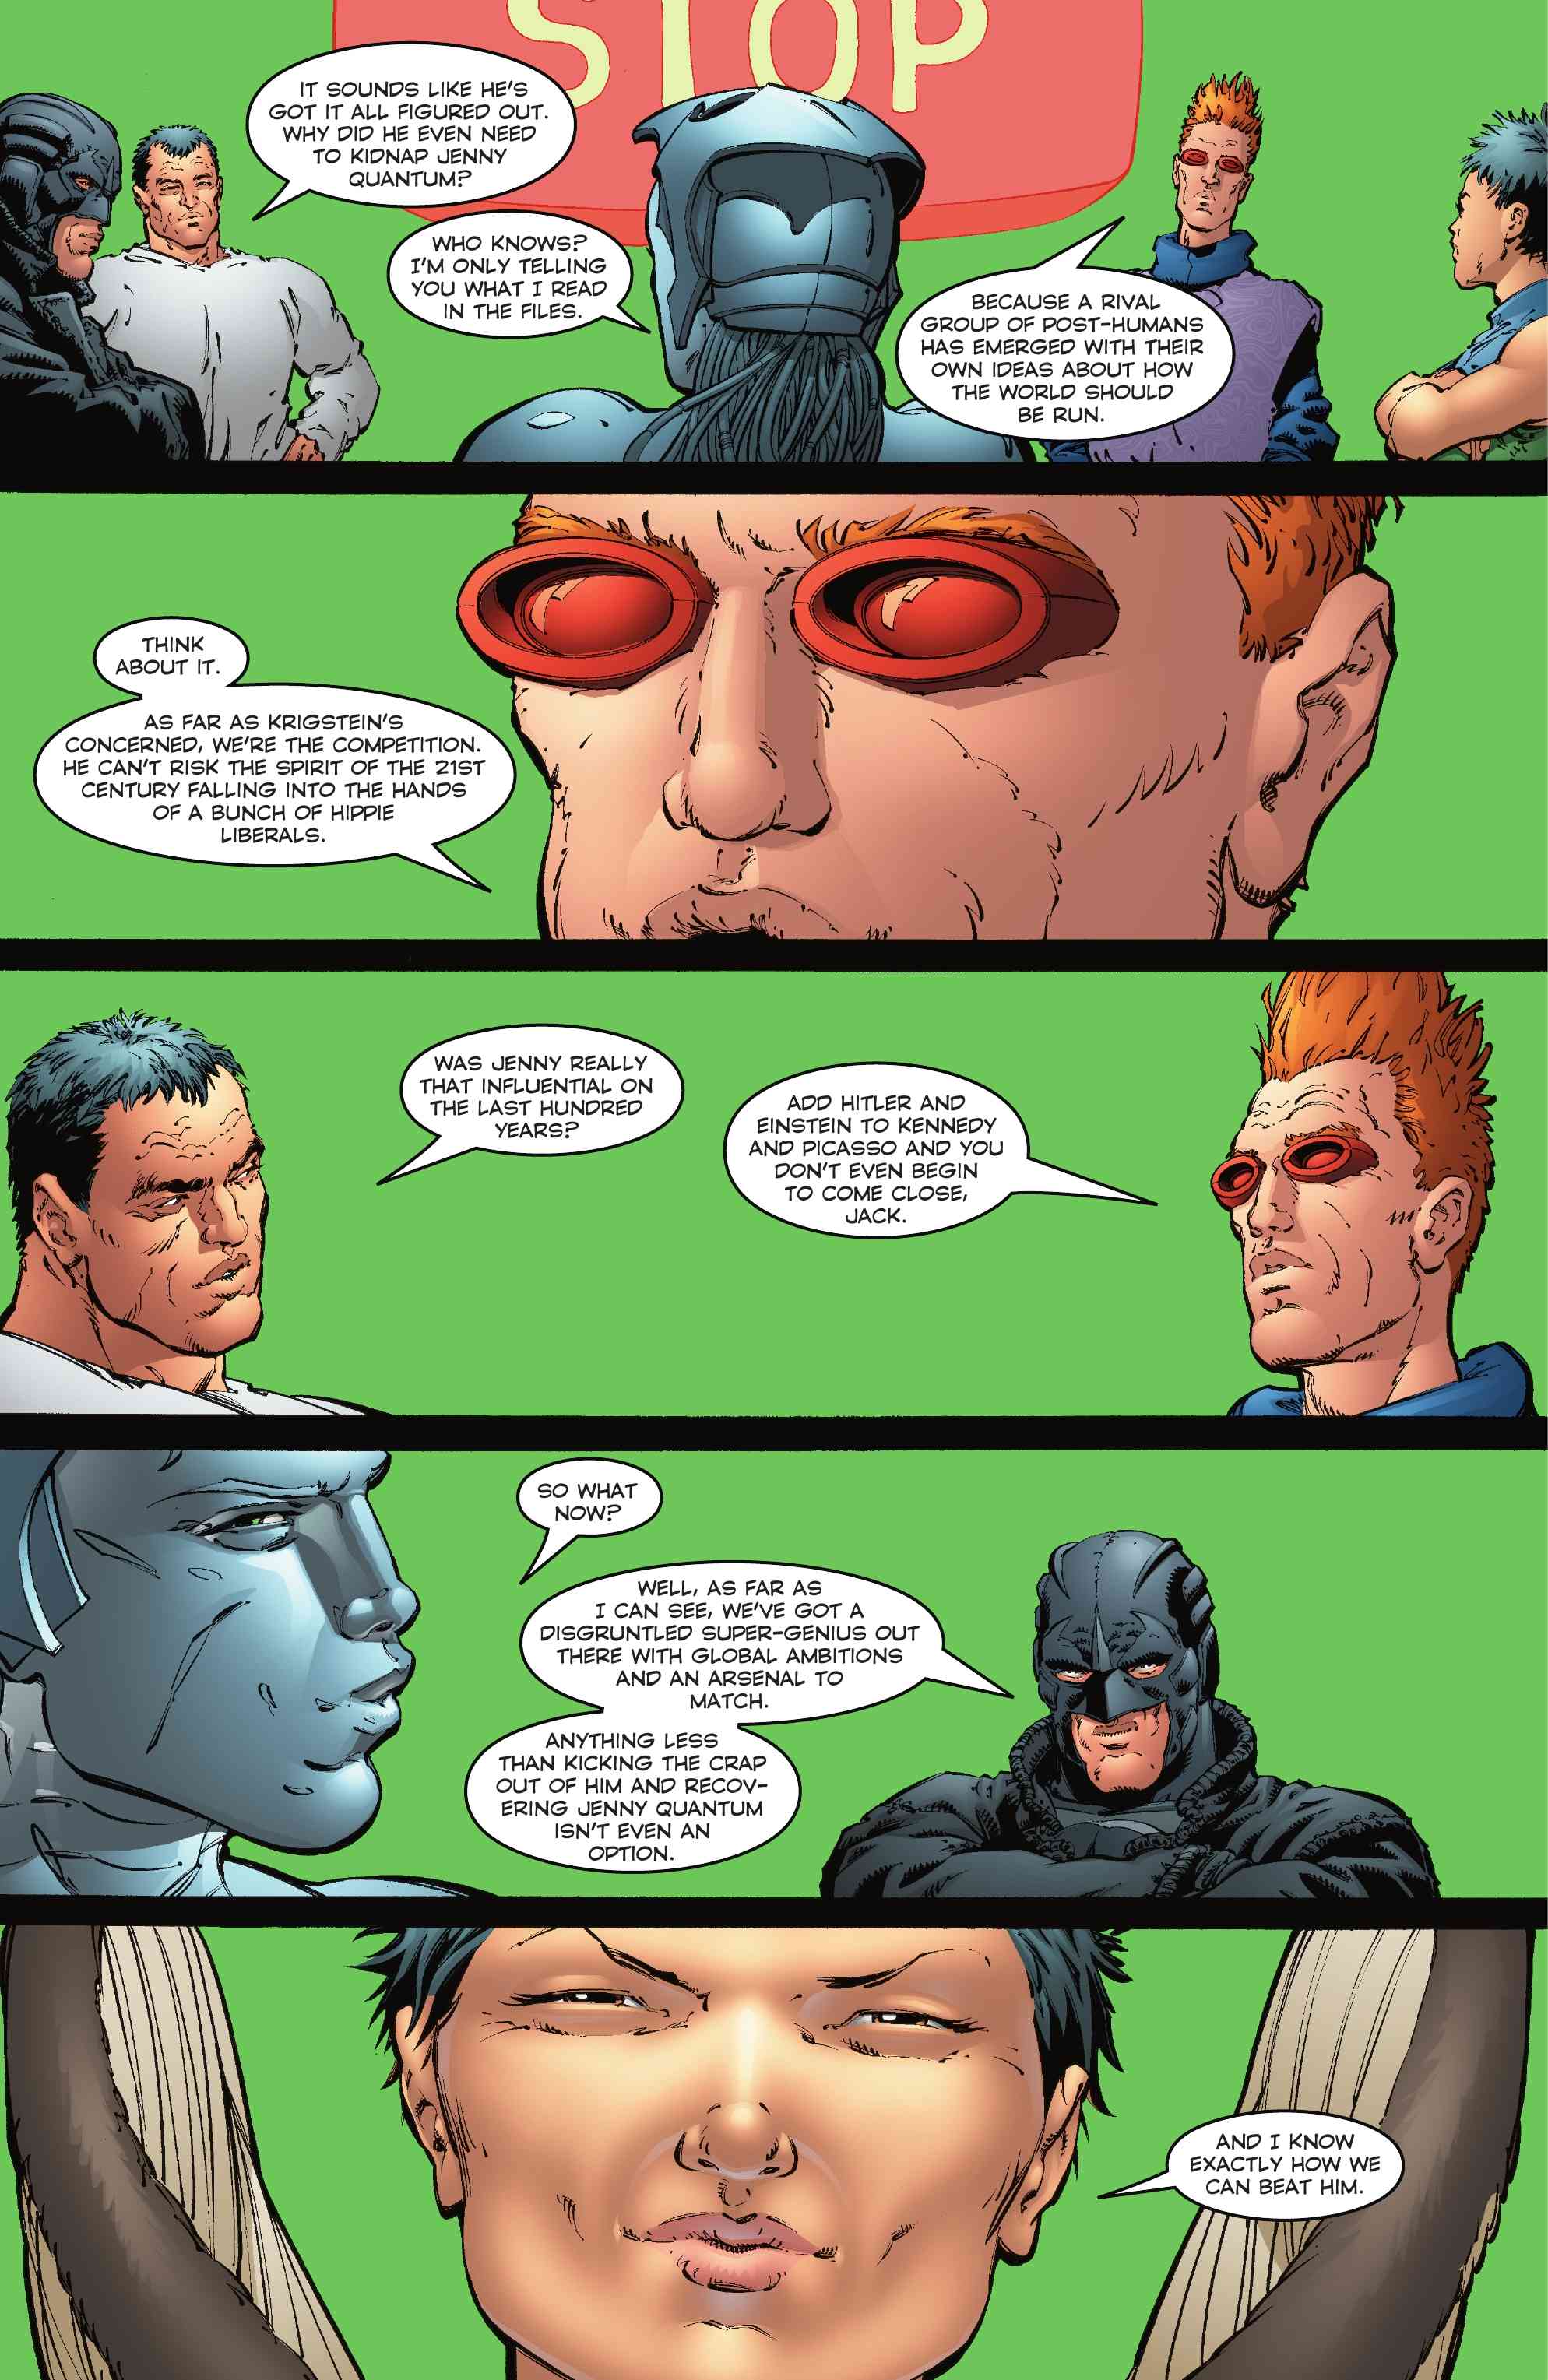 STOP
IT SOUNDS LIKE HE'S
GOT IT ALL FIGURED OUT.
WHY DID HE EVEN NEED
TO KIDNAP JENNY
QUANTUM?
WHO KNOWS?
I'M ONLY TELLING
YOU WHAT I READ
IN THE FILES.
BECAUSE A RIVAL
GROUP OF POST-HUMANS
HAS EMERGED WITH THEIR
OWN IDEAS ABOUT HOW
THE WORLD SHOULD
BE RUN.
THINK
ABOUT IT.
AS FAR AS KRIGSTEIN'S
CONCERNED, WE'RE THE COMPETITION.
HE CAN'T RISK THE SPIRIT OF THE 21ST
CENTURY FALLING INTO THE HANDS
OF A BUNCH OF HIPPIE
LIBERALS.
WAS JENNY REALLY
THAT INFLUENTIAL ON
THE LAST HUNDRED
YEARS?
ADD HITLER AND
EINSTEIN TO KENNEDY
AND PICASSO AND YOU
DON'T EVEN BEGIN
TO COME CLOSE,
JACK.
SO WHAT
NOW?
WELL, AS FAR AS
I CAN SEE, WE'VE GOT A
DISGRUNTLED SUPER-GENIUS OUT
THERE WITH GLOBAL AMBITIONS
AND AN ARSENAL TO
MATCH.
ANYTHING LESS
THAN KICKING THE CRAP
OUT OF HIM AND RECOV-
ERING JENNY QUANTUM
ISN'T EVEN AN
OPTION.
AND I KNOW
EXACTLY HOW WE
CAN BEAT HIM.